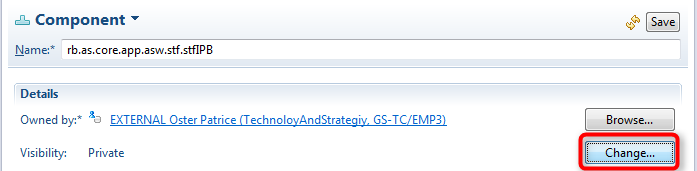 Component
Save
Name:* rb.as.core.app.asw.stf.stfIPB
Details
Owned by:* EXTERNAL Oster Patrice (TechnoloyAndStrategiy, GS-TC/EMP3) Browse...
Visibility: Private Change...